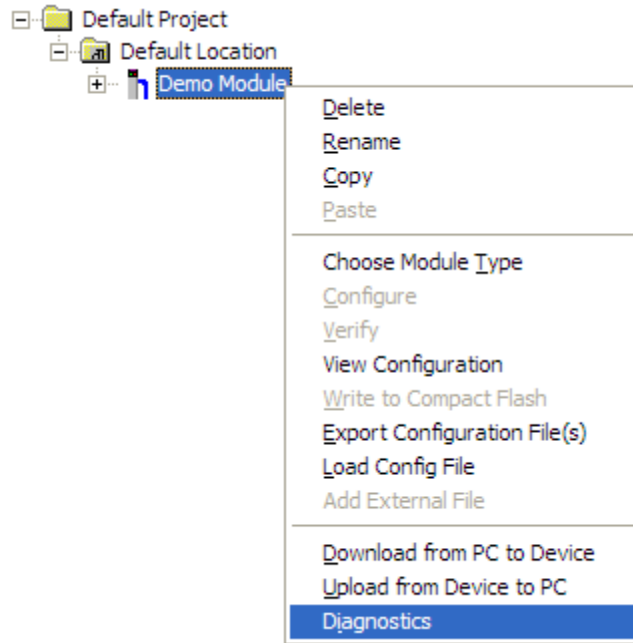 Default Project
Default Location
Demo Module
Delete
Rename
Copy
Paste
Choose Module Type
Configure
Verify
View Configuration
Write to Compact Flash
Export Configuration File(s)
Load Config File
Add External File
Download from PC to Device
Upload from Device to PC
Diagnostics